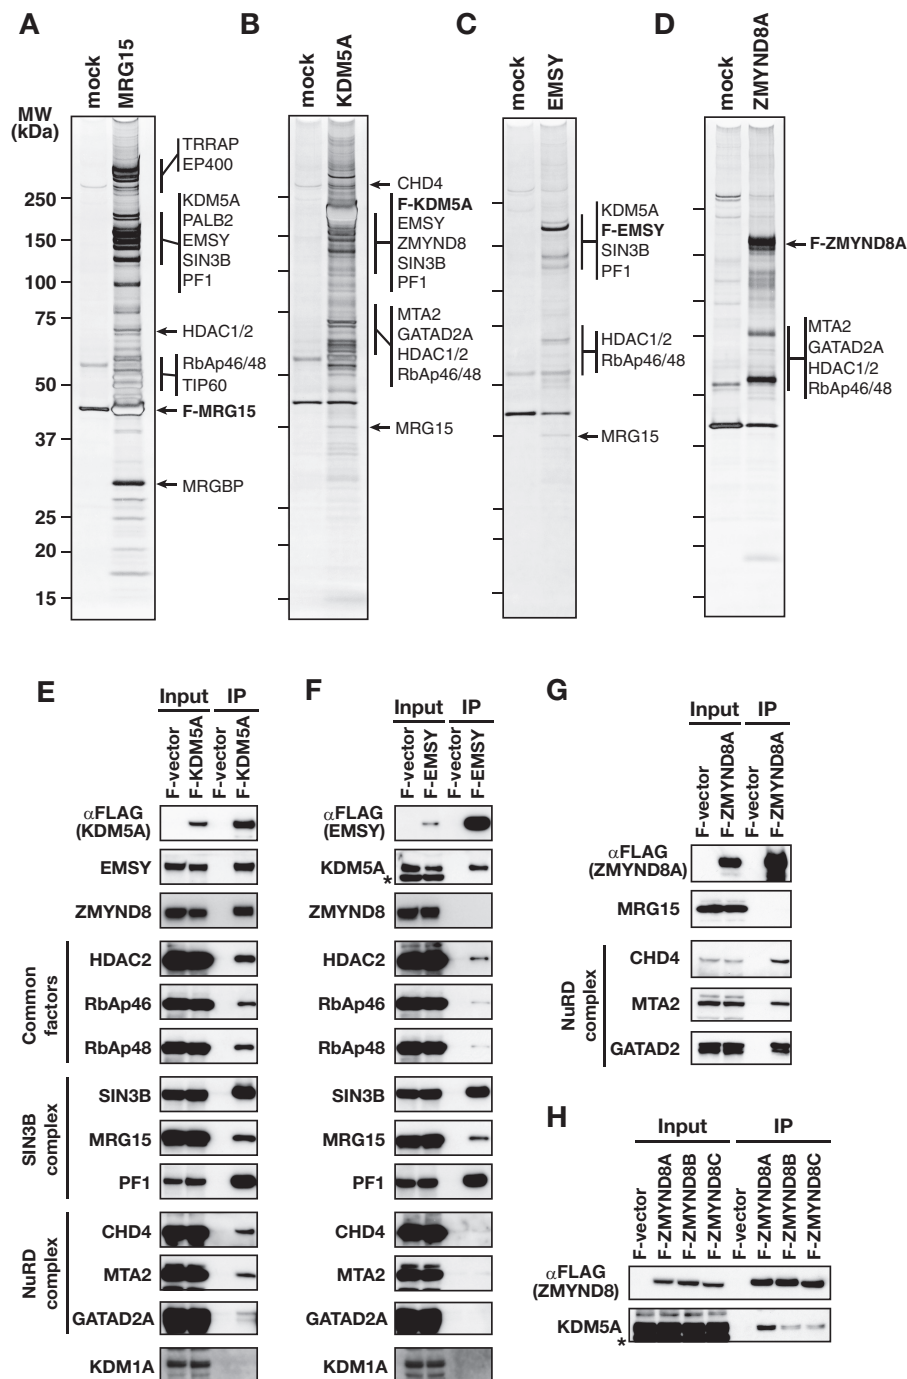 A
B
C
D
mock
MRG15
mock
KDM5A
mock
EMSY
mock
ZMYND8A
MW
(kDa)
250
150
100
75
50
37
25
20
15
TRRAP
EP400
KDM5A
PALB2
EMSY
SIN3B
PF1
HDAC1/2
RbAp46/48
TIP60
F-MRG15
MRGBP
CHD4
F-KDM5A
EMSY
ZMYND8
SIN3B
PF1
MTA2
GATAD2A
HDAC1/2
RbAp46/48
MRG15
KDM5A
F-EMSY
SIN3B
PF1
HDAC1/2
RbAp46/48
MRG15
F-ZMYND8A
MTA2
GATAD2A
HDAC1/2
RbAp46/48
E
Input IP
F-vector
F-KDM5A
F-vector
F-KDM5A
αFLAG
(KDM5A)
EMSY
ZMYND8
Common
factors
HDAC2
RbAp46
RbAp48
SIN3B
complex
SIN3B
MRG15
PF1
NuRD
complex
CHD4
MTA2
GATAD2A
KDM1A
F
Input IP
F-vector
F-EMSY
F-vector
F-EMSY
αFLAG
(EMSY)
KDM5A
*
ZMYND8
HDAC2
RbAp46
RbAp48
SIN3B
MRG15
PF1
CHD4
MTA2
GATAD2A
KDM1A
G
Input IP
F-vector
F-ZMYND8A
F-vector
F-ZMYND8A
αFLAG
(ZMYND8A)
MRG15
NuRD
complex
CHD4
MTA2
GATAD2
H
Input IP
F-vector
F-ZMYND8A
F-ZMYND8B
F-ZMYND8C
F-vector
F-ZMYND8A
F-ZMYND8B
F-ZMYND8C
αFLAG
(ZMYND8)
KDM5A
*